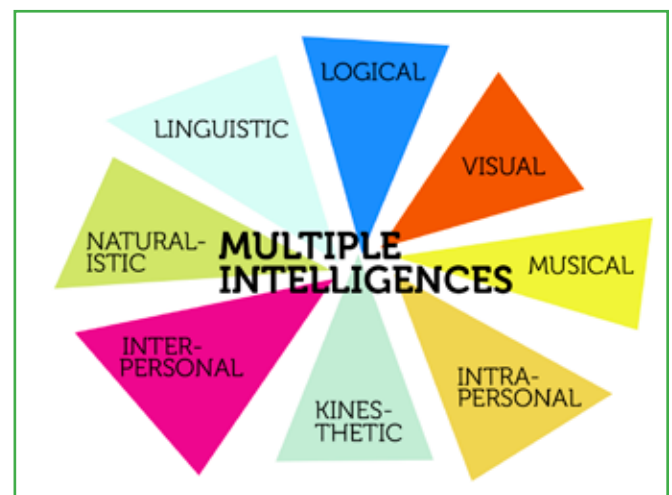 LOGICAL
LINGUISTIC
VISUAL
NATURAL-
ISTIC
MULTIPLE
INTELLIGENCES
MUSICAL
INTER-
PERSONAL
INTRA-
PERSONAL
KINES-
THETIC